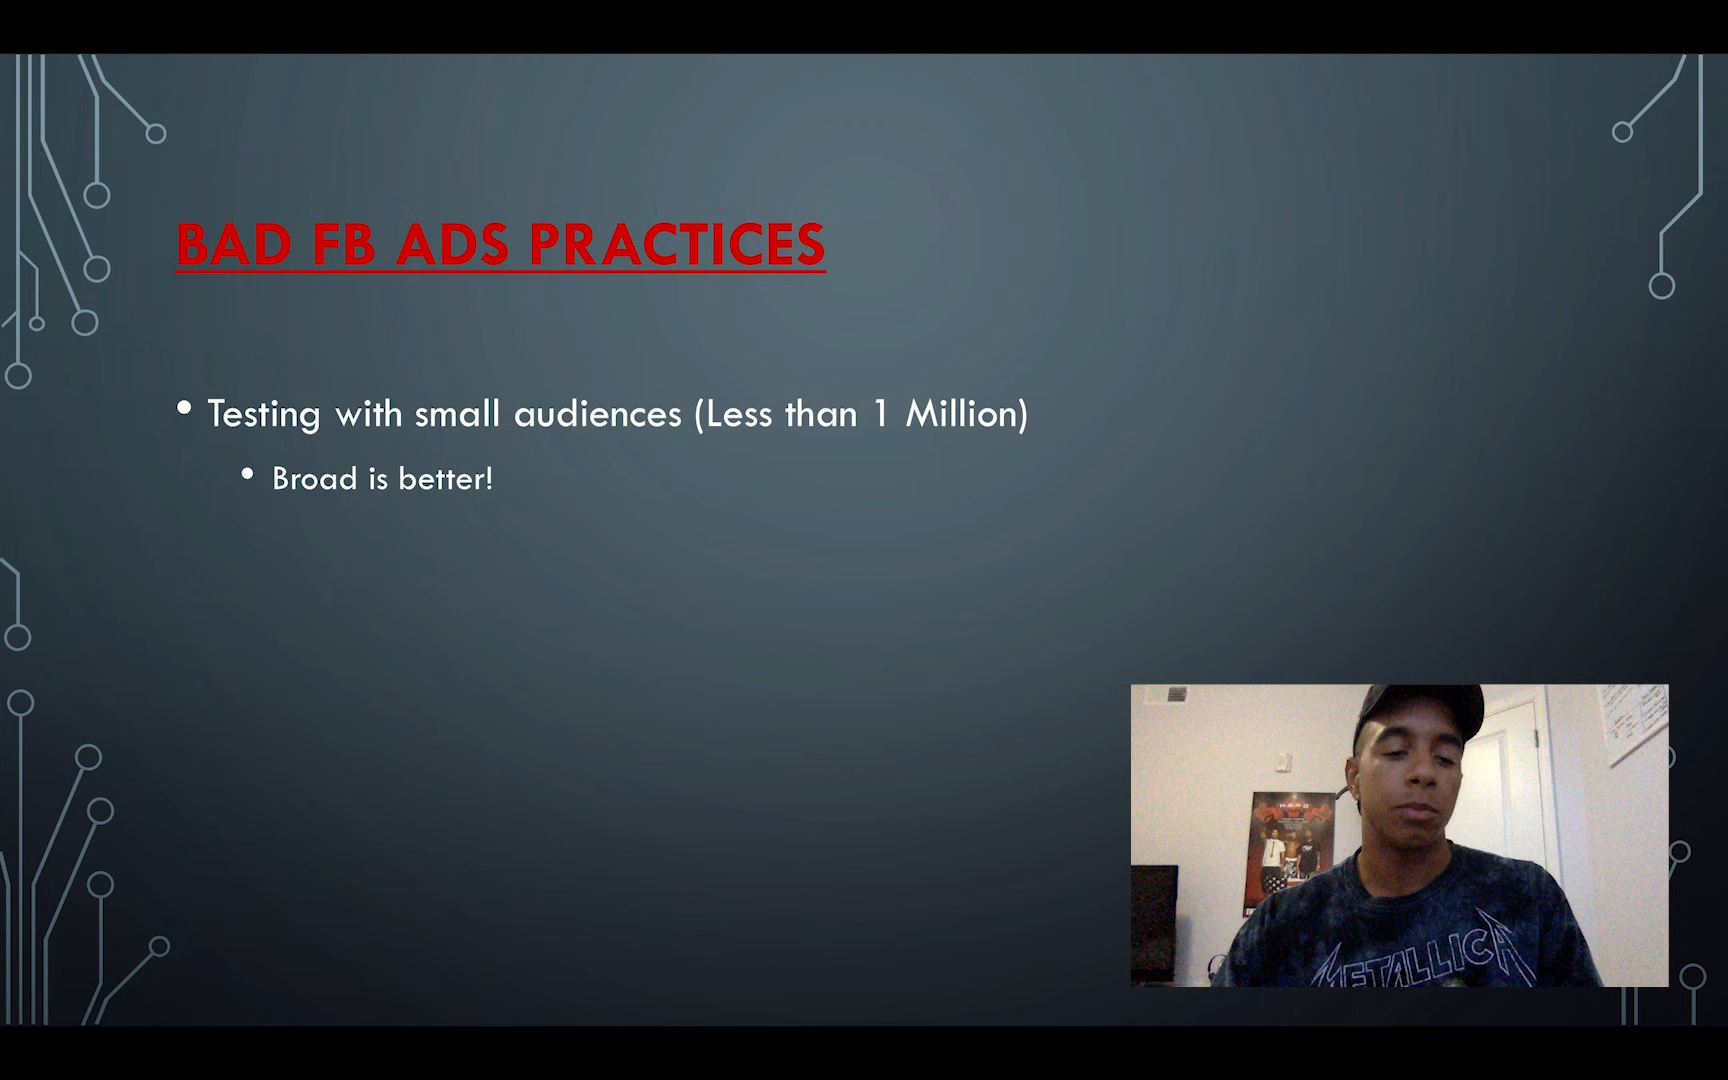 BAD FB ADS PRACTICES
• Testing with small audiences (Less than 1 Million)
• Broad is better!
METALLICA